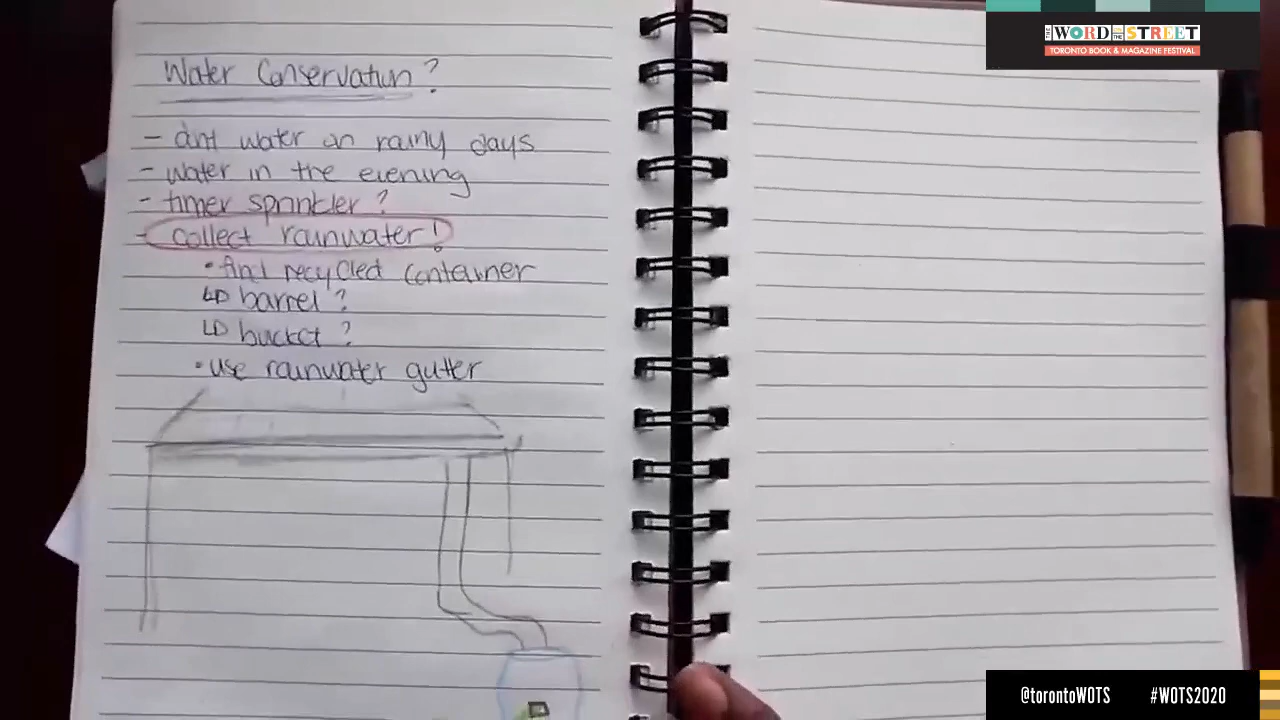 Water Conservation?
- dnt water on rainy days
- water in the evening
- timer sprinkler?
- collect rainwater!
• find recycled container
↳ barrel?
↳ bucket?
• use rainwater gutter
THE WORD ON THE STREET
TORONTO BOOK & MAGAZINE FESTIVAL
@torontoWOTS #WOTS2020